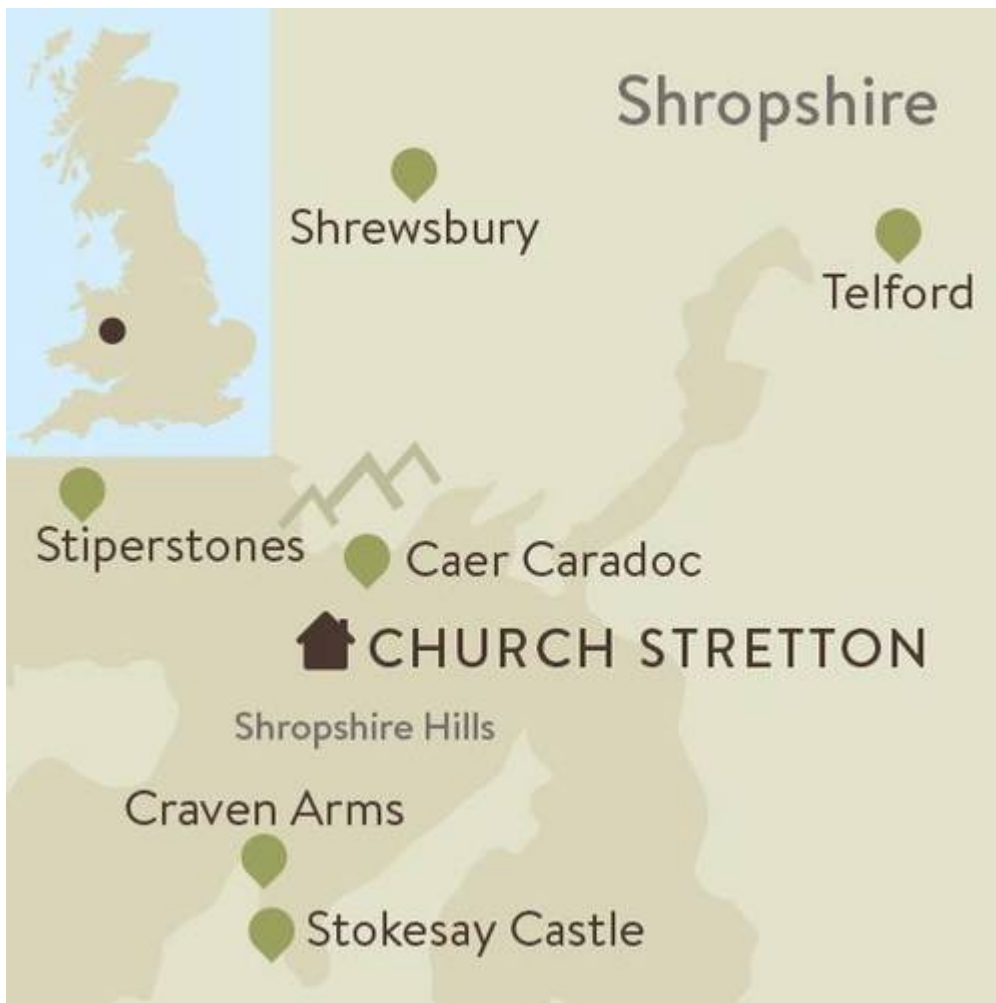 Shropshire
Shrewsbury
Telford
Stiperstones
Caer Caradoc
CHURCH STRETTON
Shropshire Hills
Craven Arms
Stokesay Castle